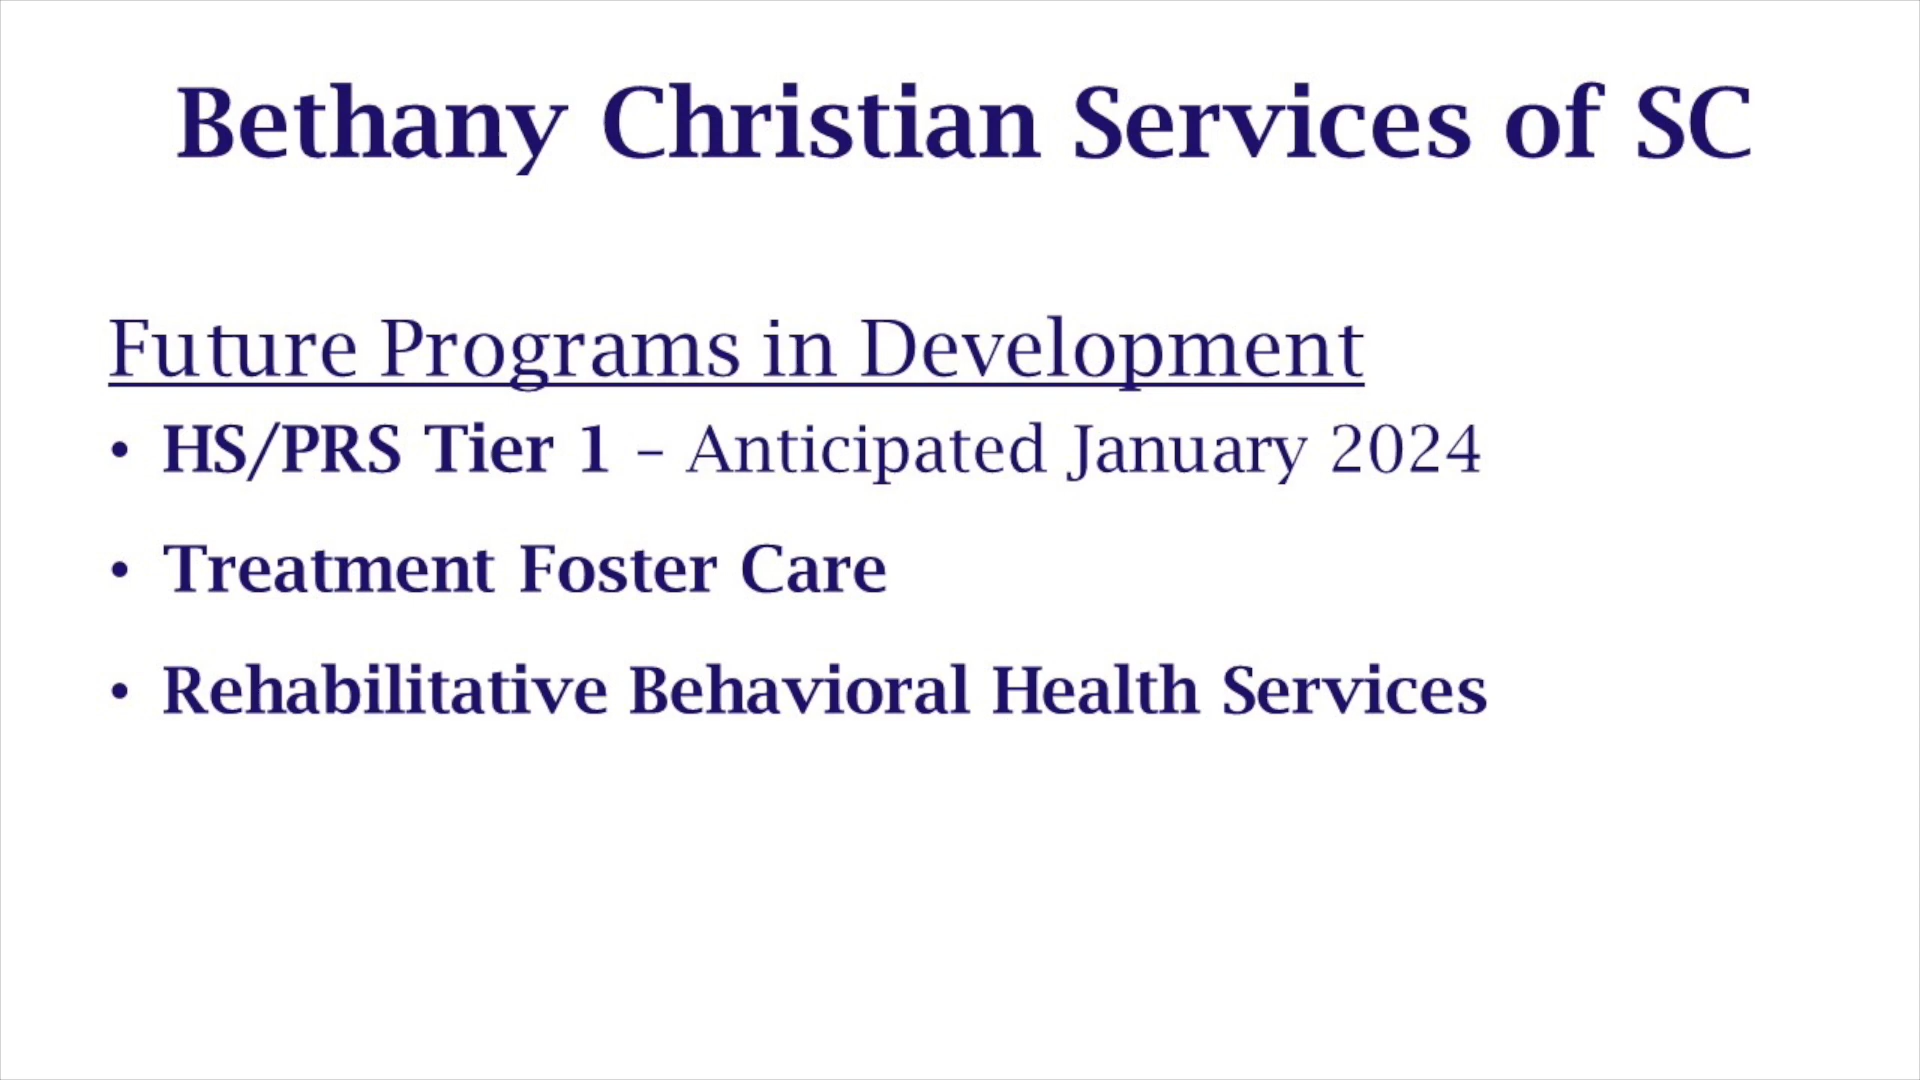 Bethany Christian Services of SC
Future Programs in Development
• HS/PRS Tier 1 – Anticipated January 2024
• Treatment Foster Care
• Rehabilitative Behavioral Health Services